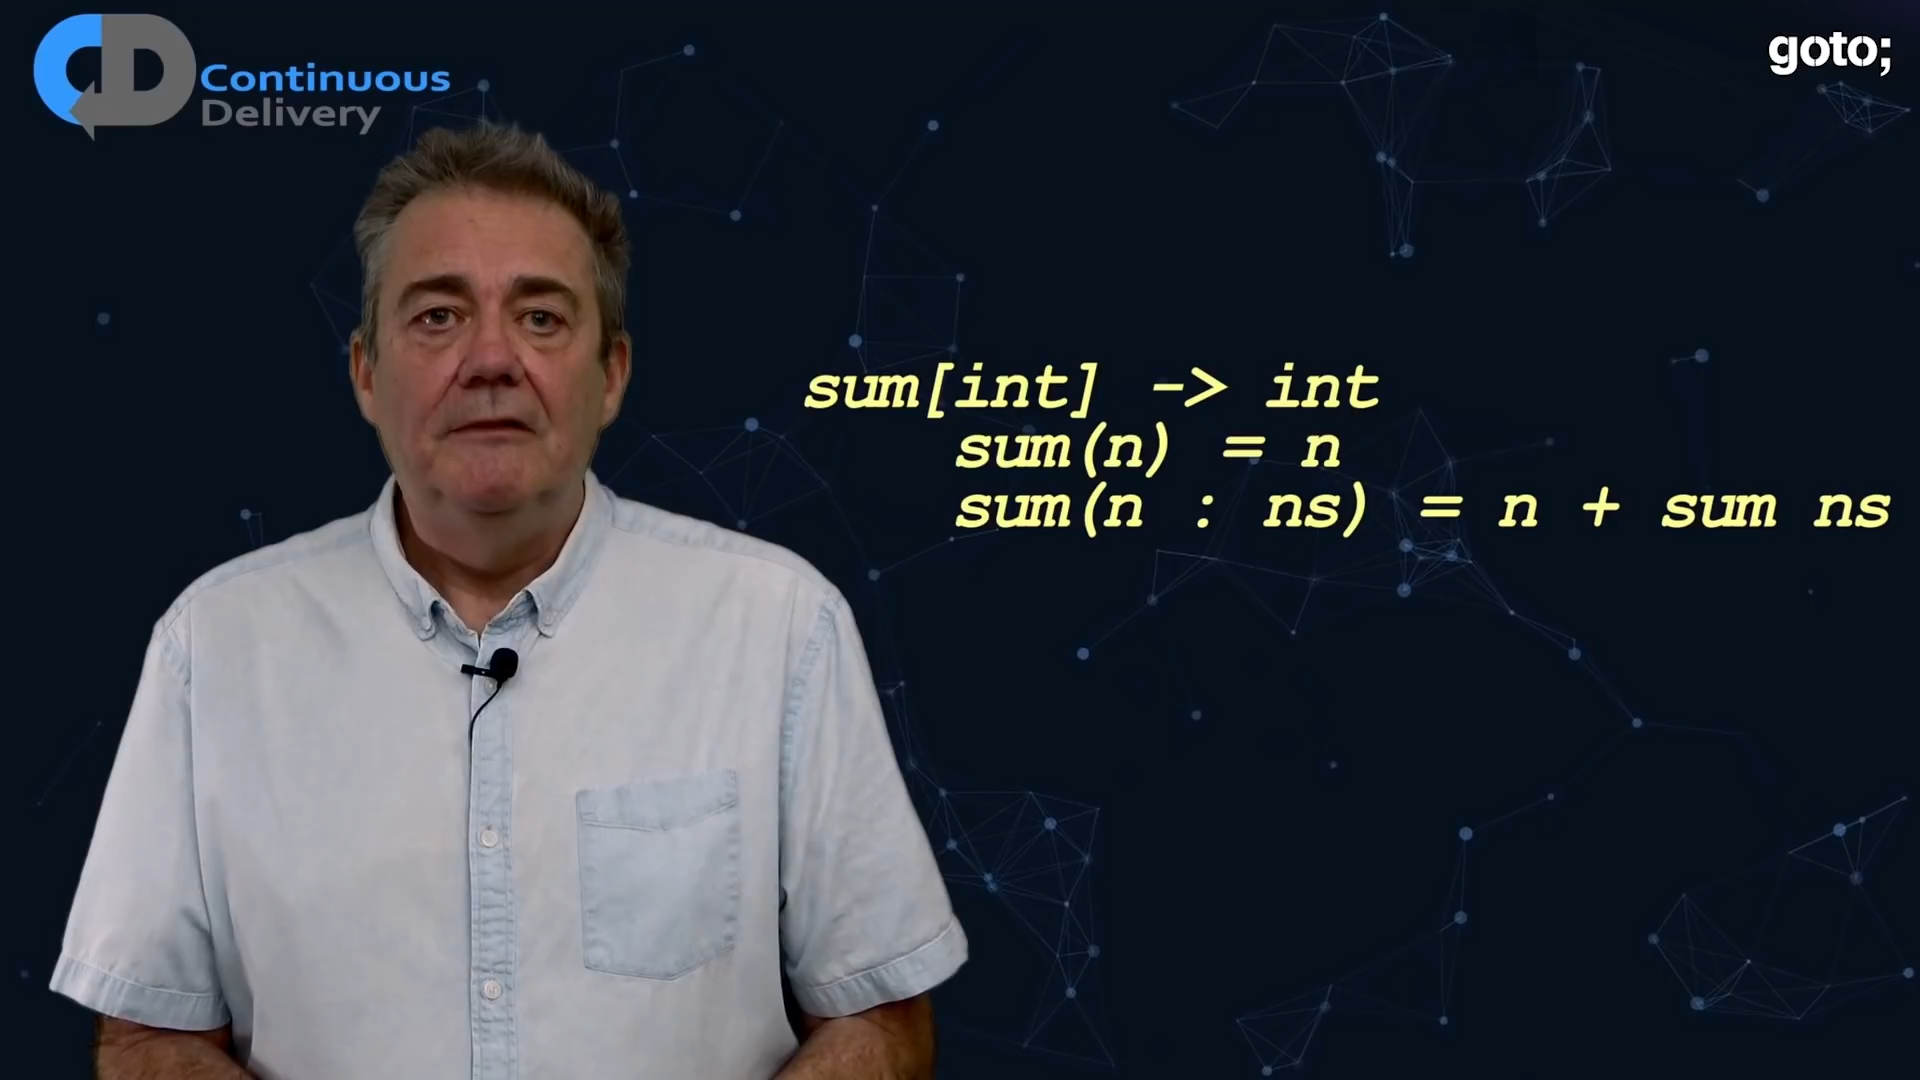 Continuous
Delivery
goto;
sum[int] -> int
sum(n) = n
sum(n : ns) = n + sum ns